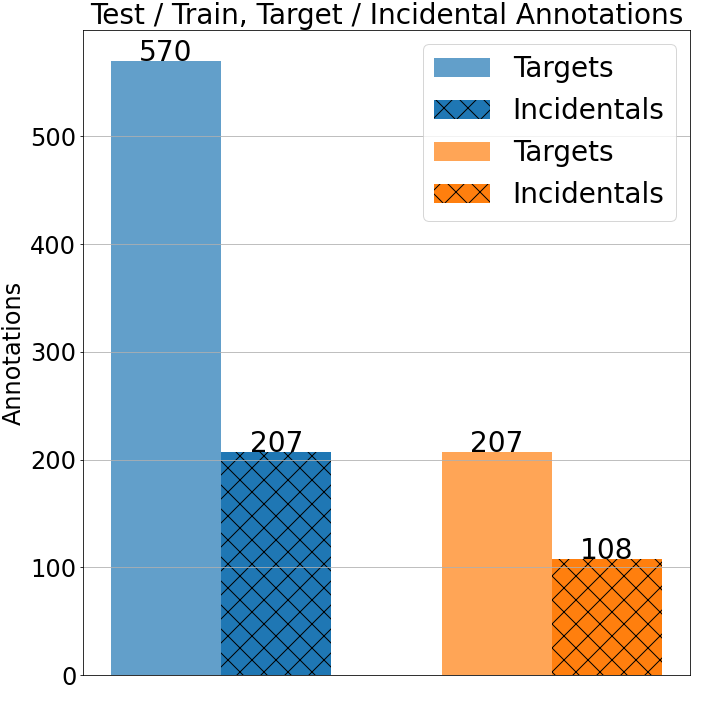 Test / Train, Target / Incidental Annotations
570
Targets
Incidentals
Targets
Incidentals
500
400
300
200
100
0
Annotations
207
207
108